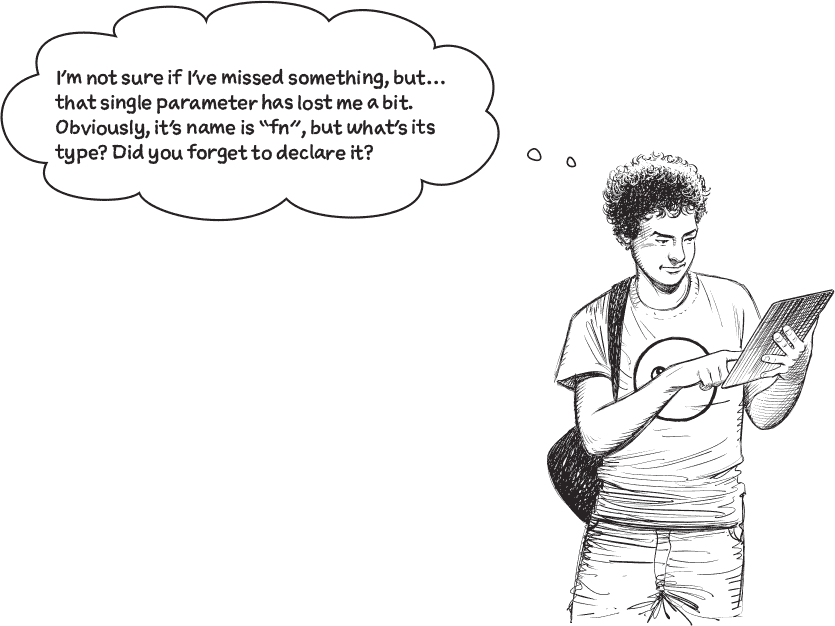 I'm not sure if I've missed something, but...
that single parameter has lost me a bit.
Obviously, it's name is "fn", but what's its
type? Did you forget to declare it?